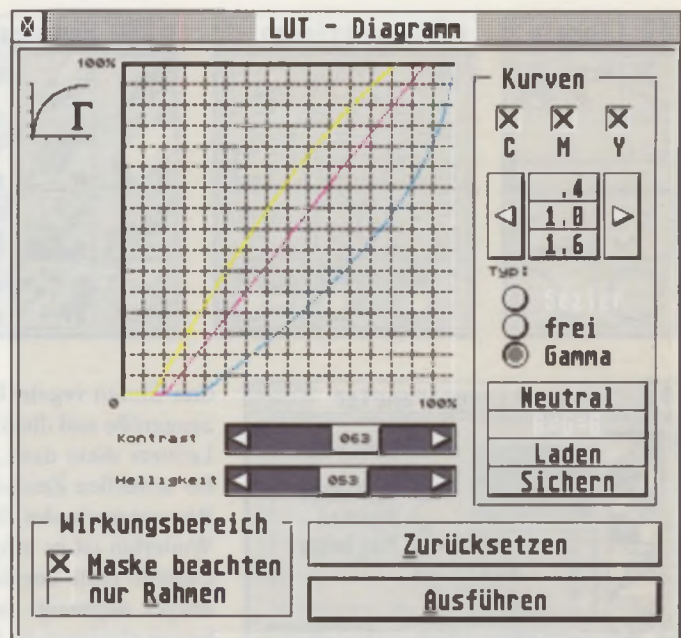 LUT - Diagramm
100%
Γ
0
100%
Kontrast
063
Helligkeit
053
Kurven
C M Y
.4
1.0
1.6
Typ:
frei
Gamma
Neutral
Laden
Sichern
Wirkungsbereich
Maske beachten
nur Rahmen
Zurücksetzen
Ausführen